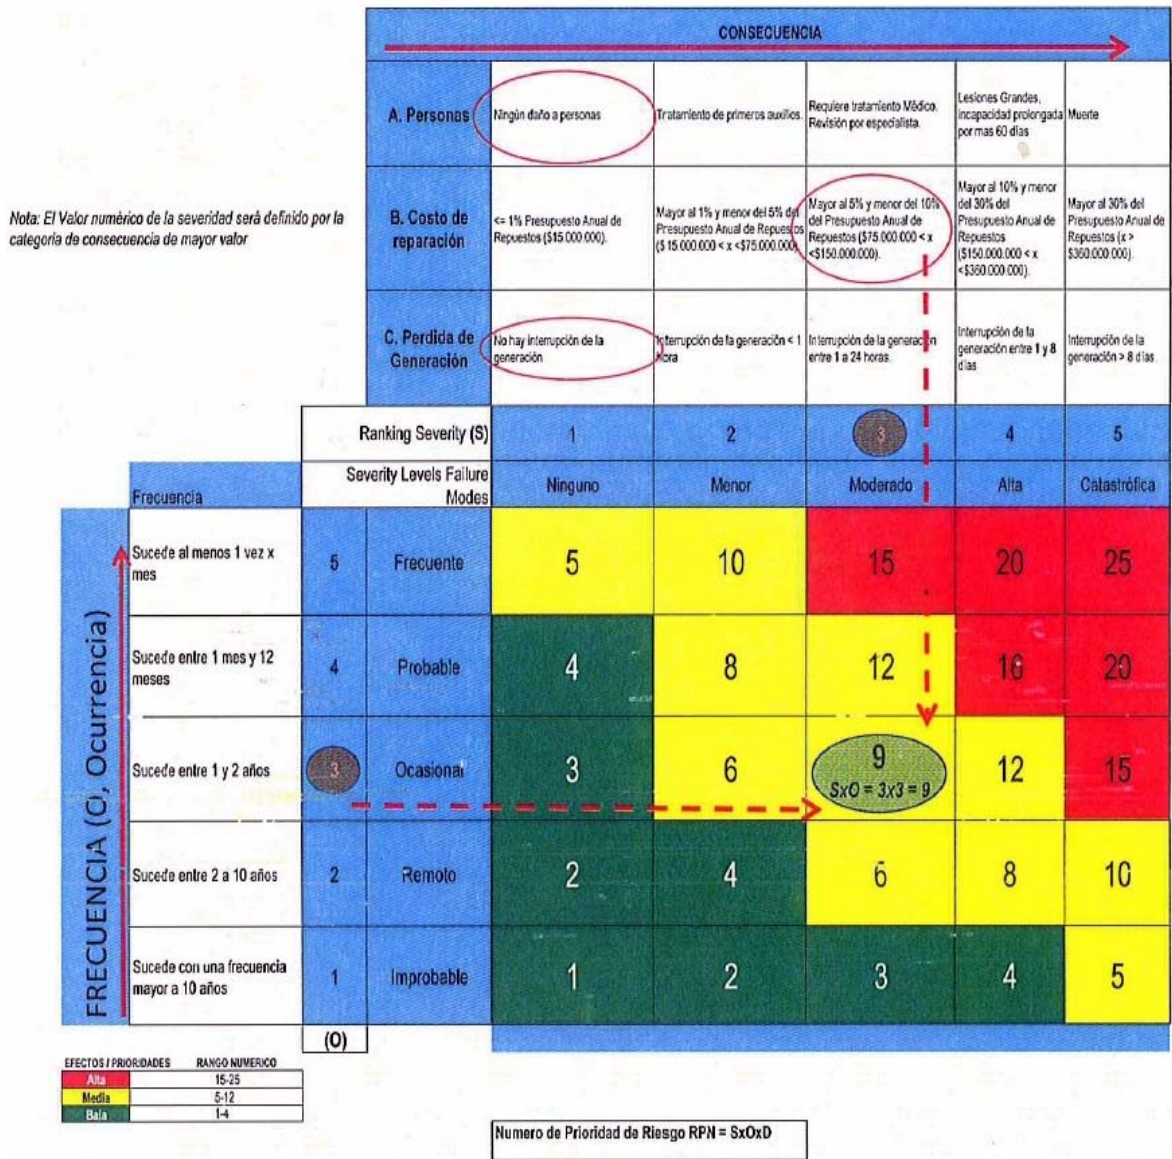 CONSECUENCIA
A. Personas
Ningún daño a personas
Tratamiento de primeros auxilios.
Requiere tratamiento Médico.
Revisión por especialista.
Lesiones Grandes,
incapacidad prolongada
por mas 60 días
Muerte
Nota: El Valor numérico de la severidad será definido por la
categoría de consecuencia de mayor valor
B. Costo de
reparación
<= 1% Presupuesto Anual de
Repuestos ($15.000.000).
Mayor al 1% y menor del 5% del
Presupuesto Anual de Repuestos
($ 15.000.000 < x <$75.000.000)
Mayor al 5% y menor del 10%
del Presupuesto Anual de
Repuestos ($75.000.000 < x
<$150.000.000).
Mayor al 10% y menor
del 30% del
Presupuesto Anual de
Repuestos
($150.000.000 < x
<$360.000.000).
Mayor al 30% del
Presupuesto Anual de
Repuestos (x >
$360.000.000).
C. Perdida de
Generación
No hay interrupción de la
generación
Interrupción de la generación < 1
Hora
Interrupción de la generación
entre 1 a 24 horas.
Interrupción de la
generación entre 1 y 8
días
Interrupción de la
generación > 8 días.
Ranking Severity (S)
1
2
3
4
5
Frecuencia
Severity Levels Failure
Modes
Ninguno
Menor
Moderado
Alta
Catastrófica
FRECUENCIA (O, Ocurrencia)
Sucede al menos 1 vez x
mes
5
Frecuente
5
10
15
20
25
Sucede entre 1 mes y 12
meses
4
Probable
4
8
12
16
20
Sucede entre 1 y 2 años
3
Ocasional
3
6
9
SxO = 3x3 = 9
12
15
Sucede entre 2 a 10 años
2
Remoto
2
4
6
8
10
Sucede con una frecuencia
mayor a 10 años
1
Improbable
1
2
3
4
5
(O)
EFECTOS / PRIORIDADES RANGO NUMERICO
Alta 15-25
Media 5-12
Baja 1-4
Numero de Prioridad de Riesgo RPN = SxOxD